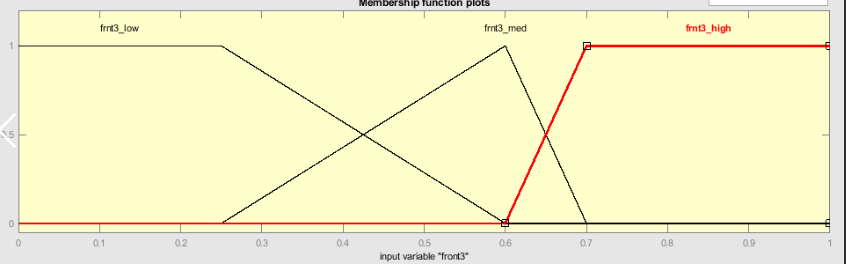 Membership function plots
frnt3_low frnt3_med frnt3_high
1
0.5
0
0 0.1 0.2 0.3 0.4 0.5 0.6 0.7 0.8 0.9 1
input variable "front3"